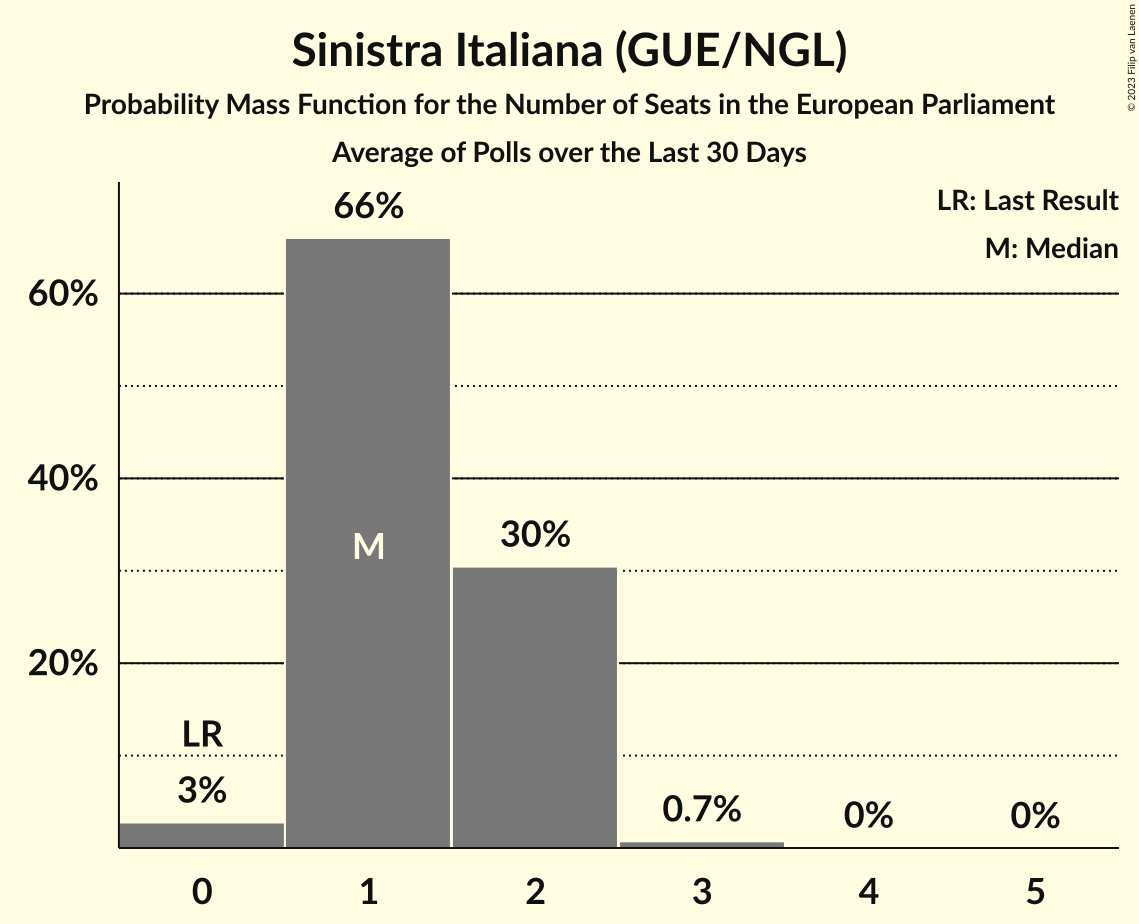 Sinistra Italiana (GUE/NGL)
Probability Mass Function for the Number of Seats in the European Parliament
Average of Polls over the Last 30 Days
© 2023 Filip van Laenen
LR: Last Result
M: Median
66%
60%
40%
30%
M
20%
LR
3%
0.7%
0%
0%
0
1
2
3
4
5